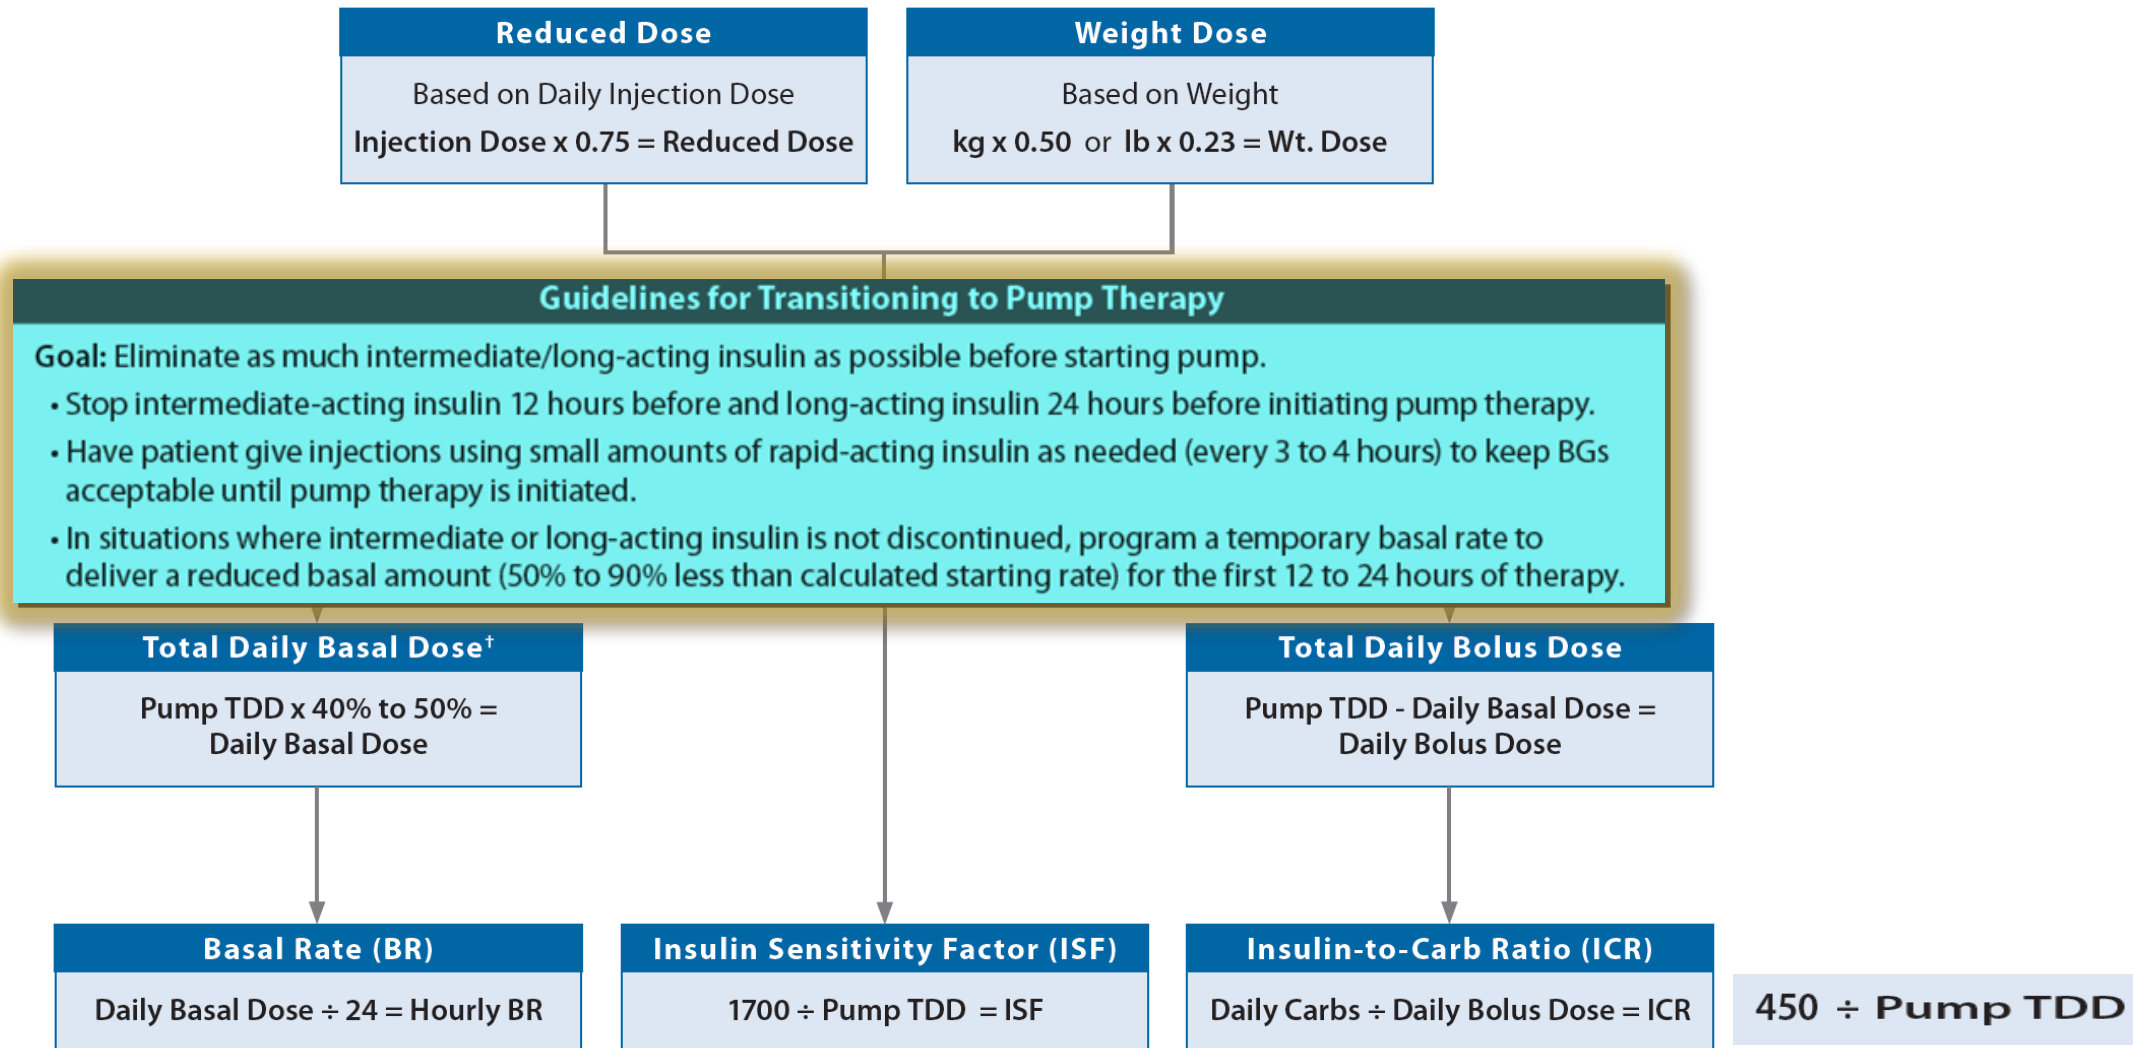 Reduced Dose
Based on Daily Injection Dose
Injection Dose x 0.75 = Reduced Dose
Weight Dose
Based on Weight
kg x 0.50 or lb x 0.23 = Wt. Dose
Guidelines for Transitioning to Pump Therapy
Goal: Eliminate as much intermediate/long-acting insulin as possible before starting pump.
• Stop intermediate-acting insulin 12 hours before and long-acting insulin 24 hours before initiating pump therapy.
• Have patient give injections using small amounts of rapid-acting insulin as needed (every 3 to 4 hours) to keep BGs
acceptable until pump therapy is initiated.
• In situations where intermediate or long-acting insulin is not discontinued, program a temporary basal rate to
deliver a reduced basal amount (50% to 90% less than calculated starting rate) for the first 12 to 24 hours of therapy.
Total Daily Basal Dose†
Pump TDD x 40% to 50% =
Daily Basal Dose
Total Daily Bolus Dose
Pump TDD - Daily Basal Dose =
Daily Bolus Dose
Basal Rate (BR)
Daily Basal Dose ÷ 24 = Hourly BR
Insulin Sensitivity Factor (ISF)
1700 ÷ Pump TDD = ISF
Insulin-to-Carb Ratio (ICR)
Daily Carbs ÷ Daily Bolus Dose = ICR
450 ÷ Pump TDD